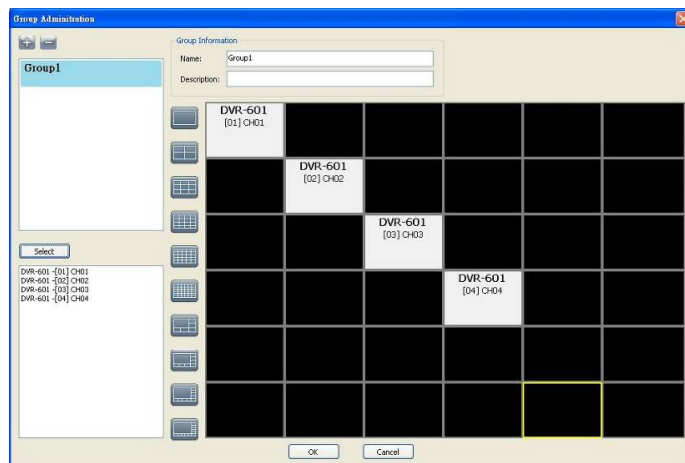 Group Adminitration
Group Information
Name: Group1
Description:
Group1
DVR-601
[01] CH01
DVR-601
[02] CH02
DVR-601
[03] CH03
DVR-601
[04] CH04
Select
DVR-601 -[01] CH01
DVR-601 -[02] CH02
DVR-601 -[03] CH03
DVR-601 -[04] CH04
OK
Cancel